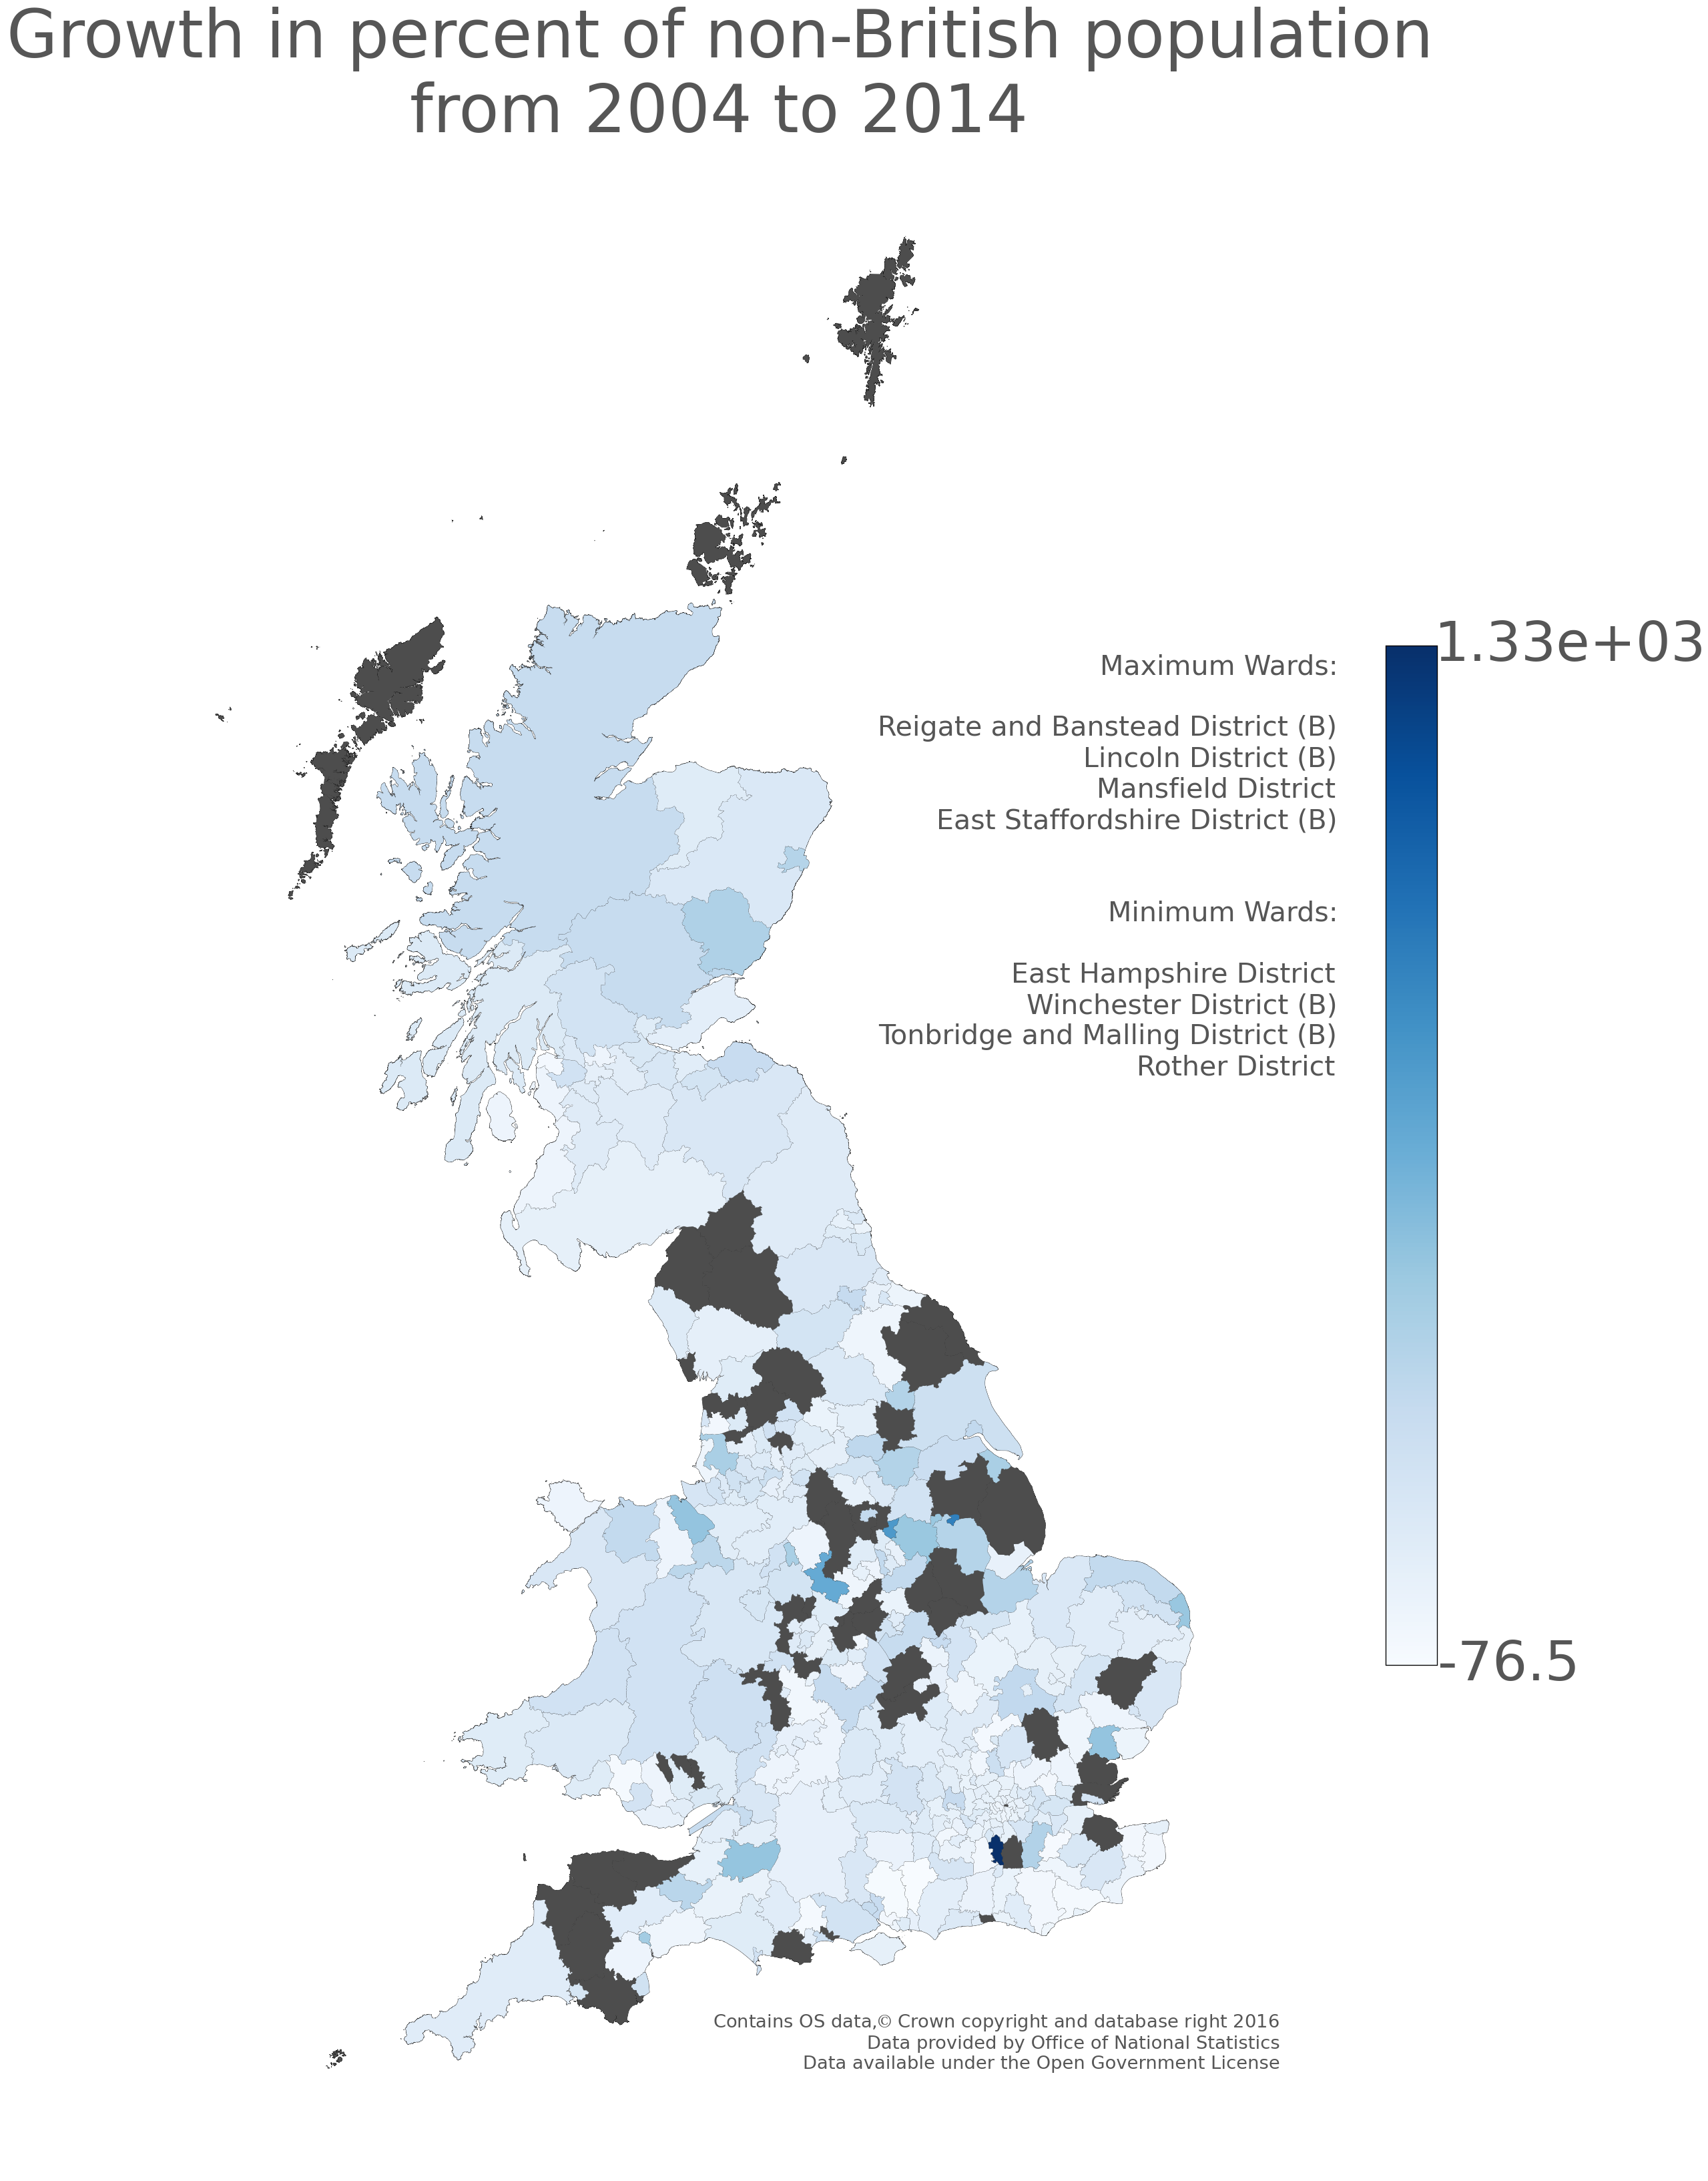 Growth in percent of non-British population
from 2004 to 2014
1.33e+03
Maximum Wards:
Reigate and Banstead District (B)
Lincoln District (B)
Mansfield District
East Staffordshire District (B)
Minimum Wards:
East Hampshire District
Winchester District (B)
Tonbridge and Malling District (B)
Rother District
-76.5
Contains OS data,© Crown copyright and database right 2016
Data provided by Office of National Statistics
Data available under the Open Government License